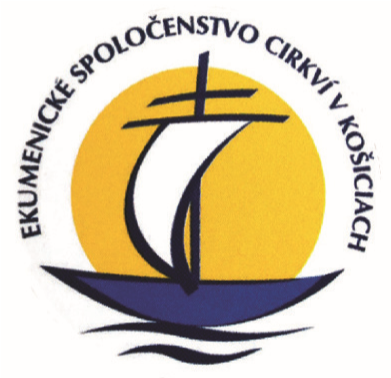 EKUMENICKÉ SPOLOČENSTVO CIRKVÍ V KOŠICIACH